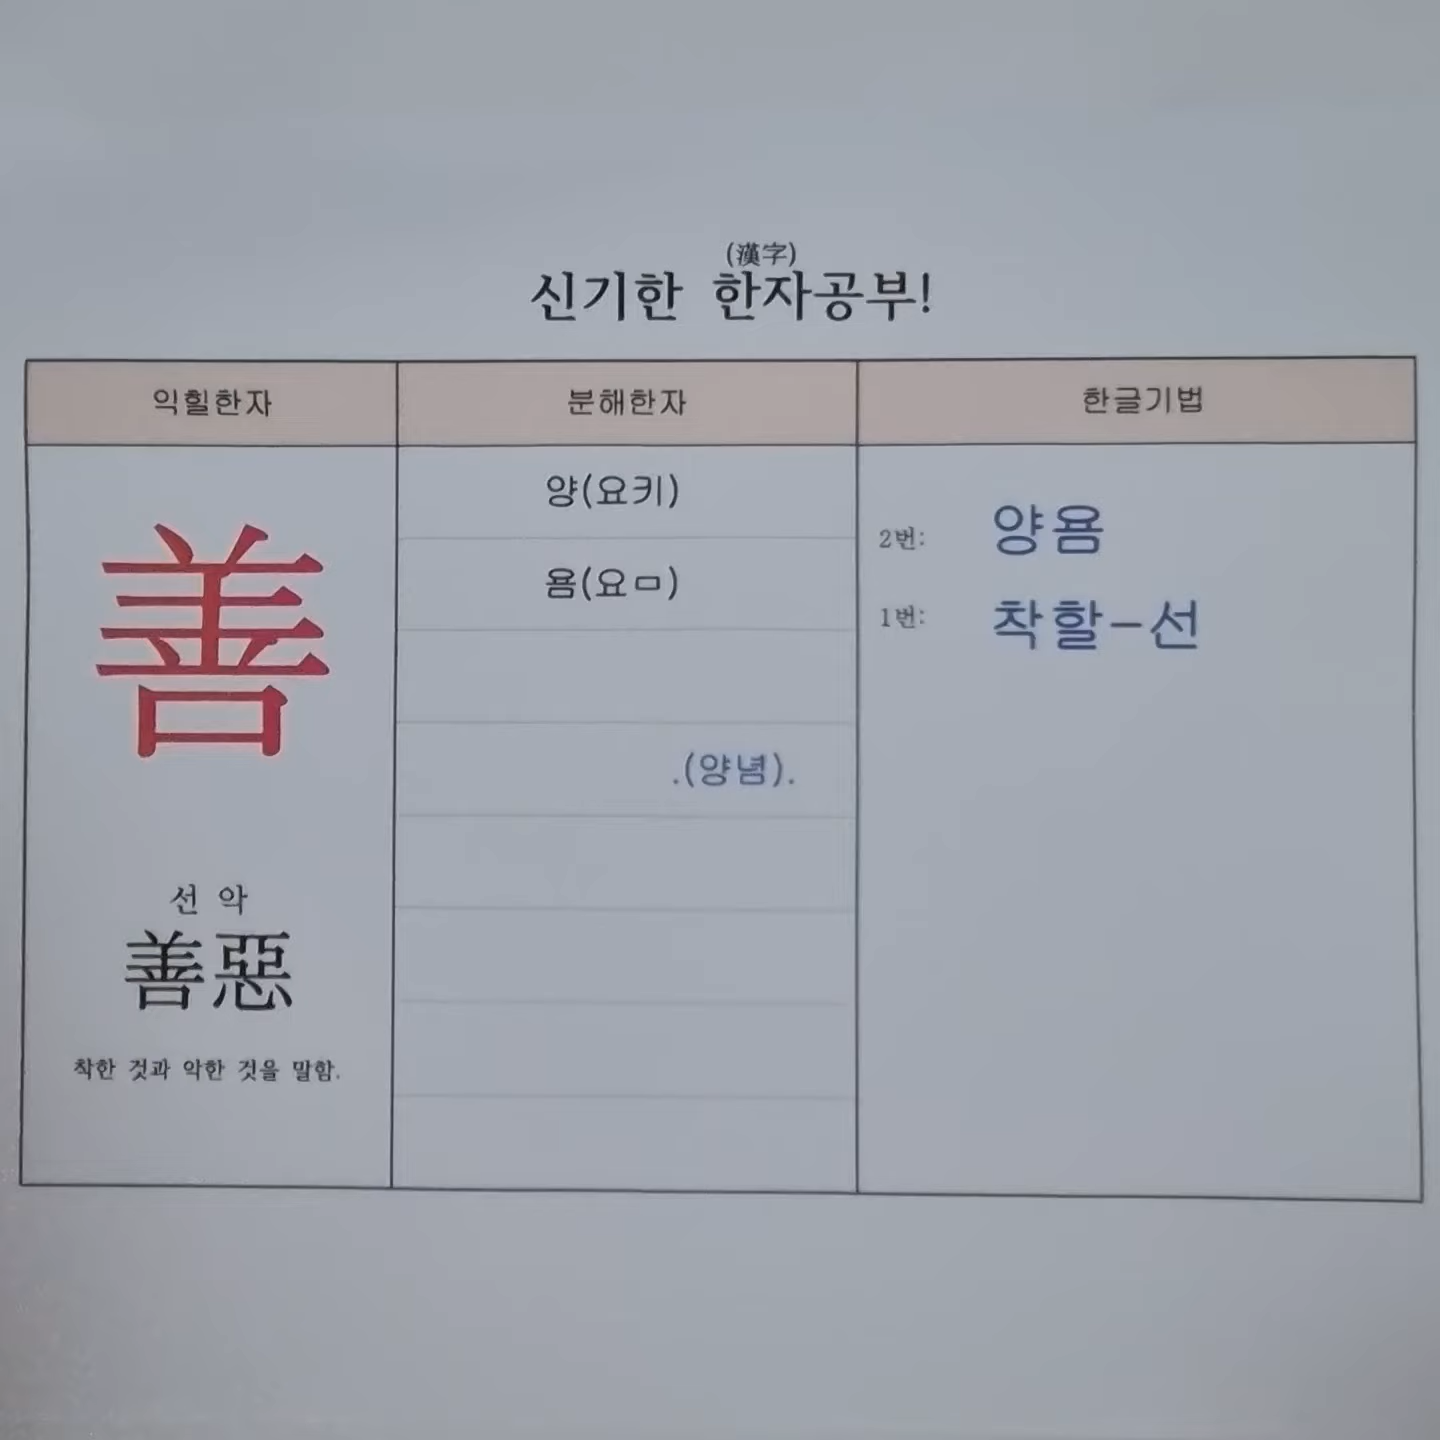 (漢字)
신기한 한자공부!
익힐한자
분해한자
한글기법
善
선 악
善惡
착한 것과 악한 것을 말함.
양(요키)
욤(요ㅁ)
.(양념).
2번: 양욤
1번: 착할-선